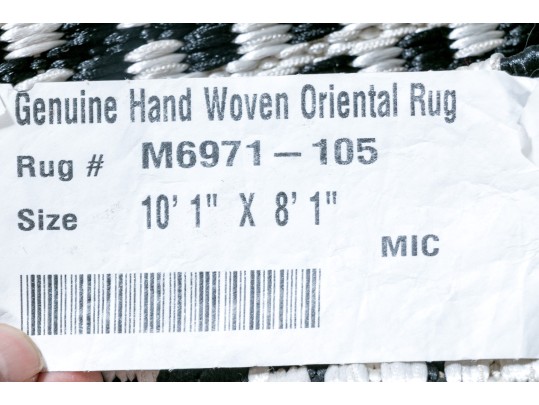 Genuine Hand Woven Oriental Rug
Rug # M6971-105
Size 10' 1" X 8' 1"
MIC